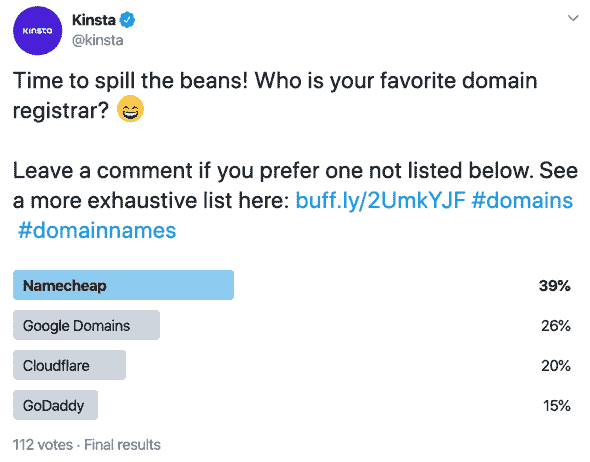 KINSTA
Kinsta
@kinsta
Time to spill the beans! Who is your favorite domain
registrar? 😄
Leave a comment if you prefer one not listed below. See
a more exhaustive list here: buff.ly/2UmkYJF #domains
#domainnames
Namecheap 39%
Google Domains 26%
Cloudflare 20%
GoDaddy 15%
112 votes · Final results